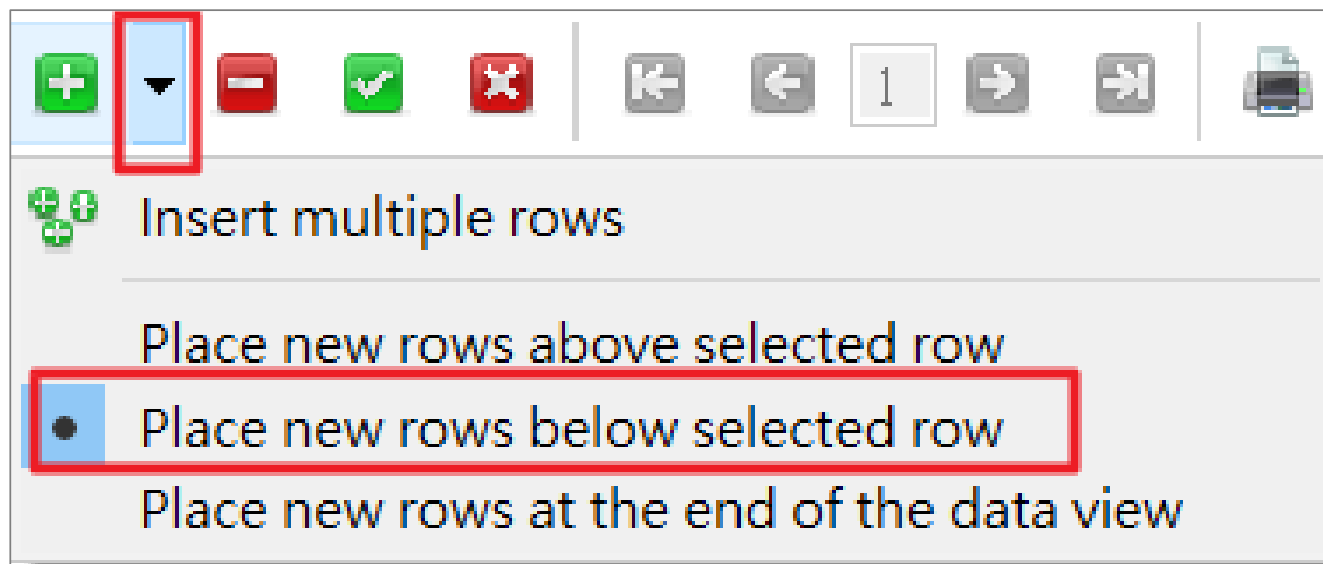 1
Insert multiple rows
Place new rows above selected row
Place new rows below selected row
Place new rows at the end of the data view